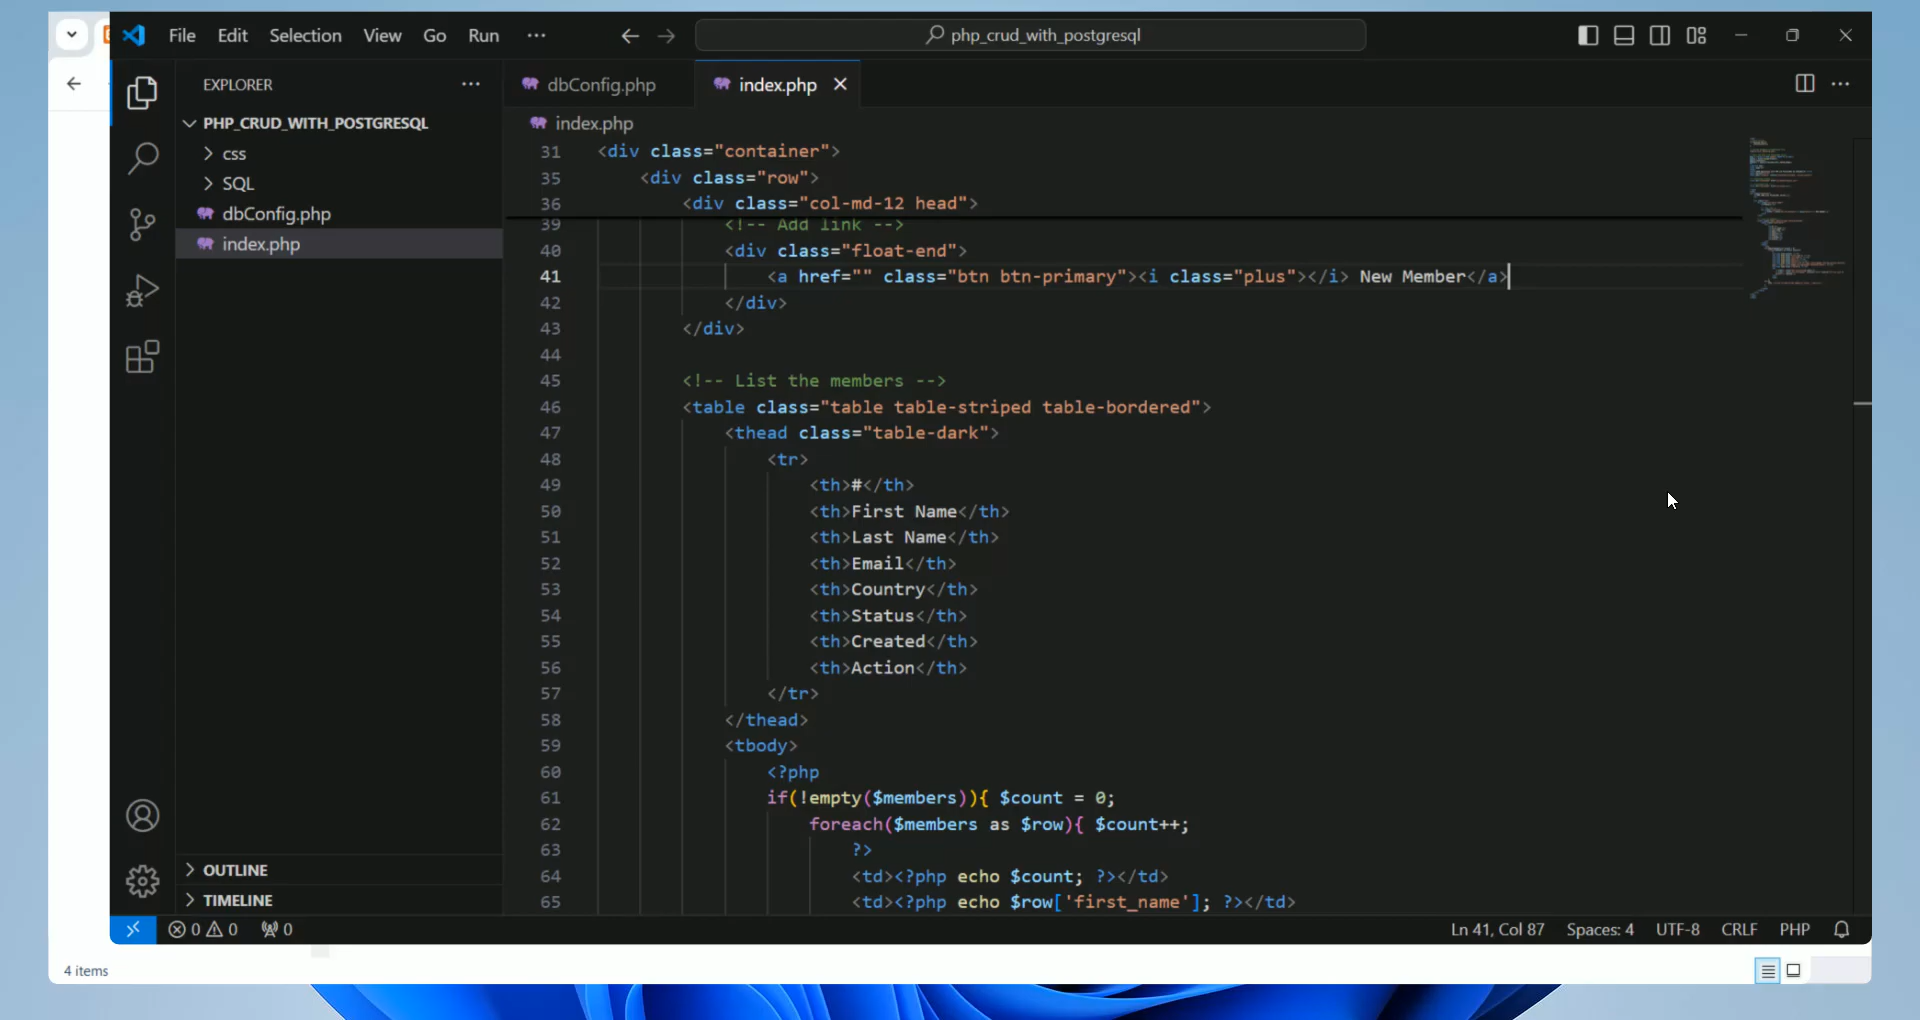 File Edit Selection View Go Run ···
php_crud_with_postgresql
EXPLORER
PHP_CRUD_WITH_POSTGRESQL
css
SQL
dbConfig.php
index.php
OUTLINE
TIMELINE
dbConfig.php
index.php
index.php
31 <div class="container">
35 <div class="row">
36 <div class="col-md-12 head">
39 <!-- Add link -->
40 <div class="float-end">
41 <a href="" class="btn btn-primary"><i class="plus"></i> New Member</a>
42 </div>
43 </div>
44
45 <!-- List the members -->
46 <table class="table table-striped table-bordered">
47 <thead class="table-dark">
48 <tr>
49 <th>#</th>
50 <th>First Name</th>
51 <th>Last Name</th>
52 <th>Email</th>
53 <th>Country</th>
54 <th>Status</th>
55 <th>Created</th>
56 <th>Action</th>
57 </tr>
58 </thead>
59 <tbody>
60 <?php
61 if(!empty($members)){ $count = 0;
62 foreach($members as $row){ $count++;
63 ?>
64 <td><?php echo $count; ?></td>
65 <td><?php echo $row['first_name']; ?></td>
0 0 0
Ln 41, Col 87 Spaces: 4 UTF-8 CRLF PHP
4 items